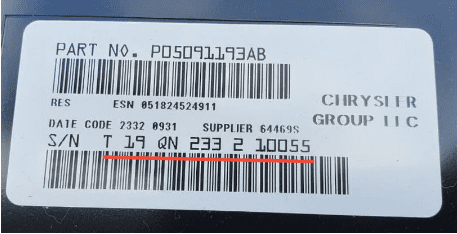 PART NO. P05091193AB
RES ESN 051824524911 CHRYSLER
DATE CODE 2332 0931 SUPPLIER 64469S GROUP LLC
S/N T 19 QN 233 2 10055